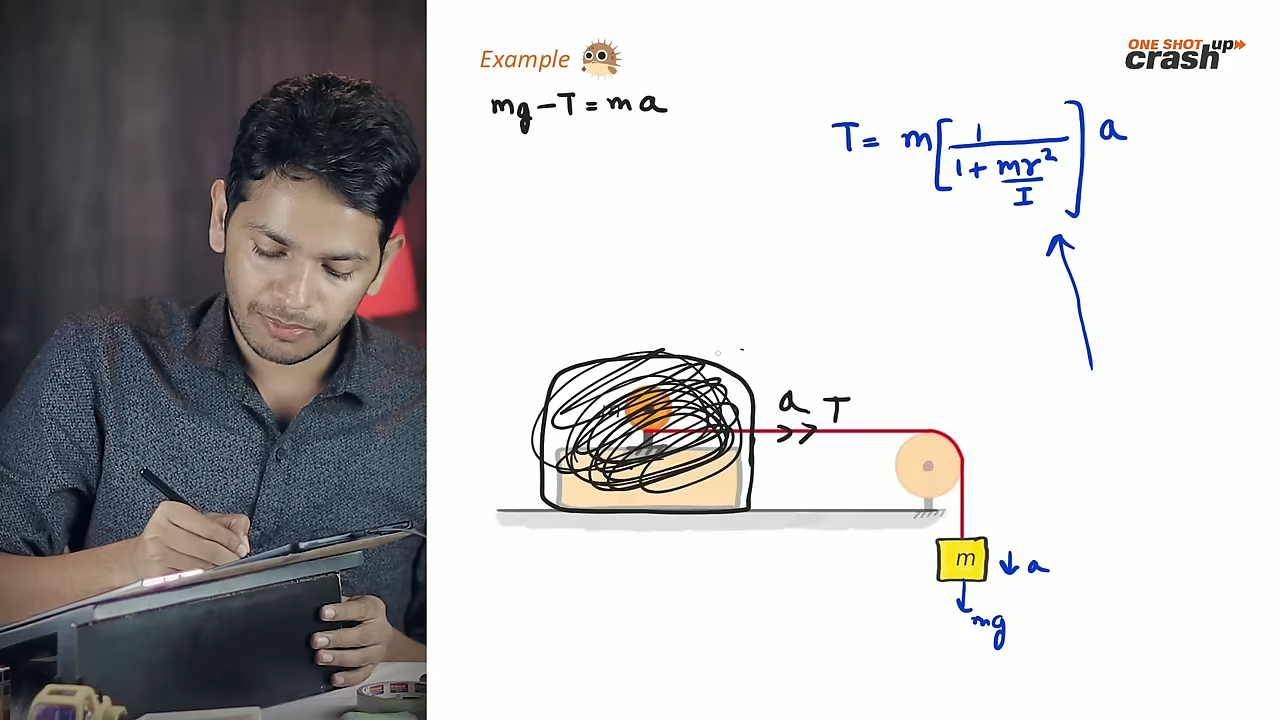 Example
ONE SHOT
crash up
mg - T = ma
T = m[1/(1 + mr²/I)] a
a T
m
↓ a
↓ mg